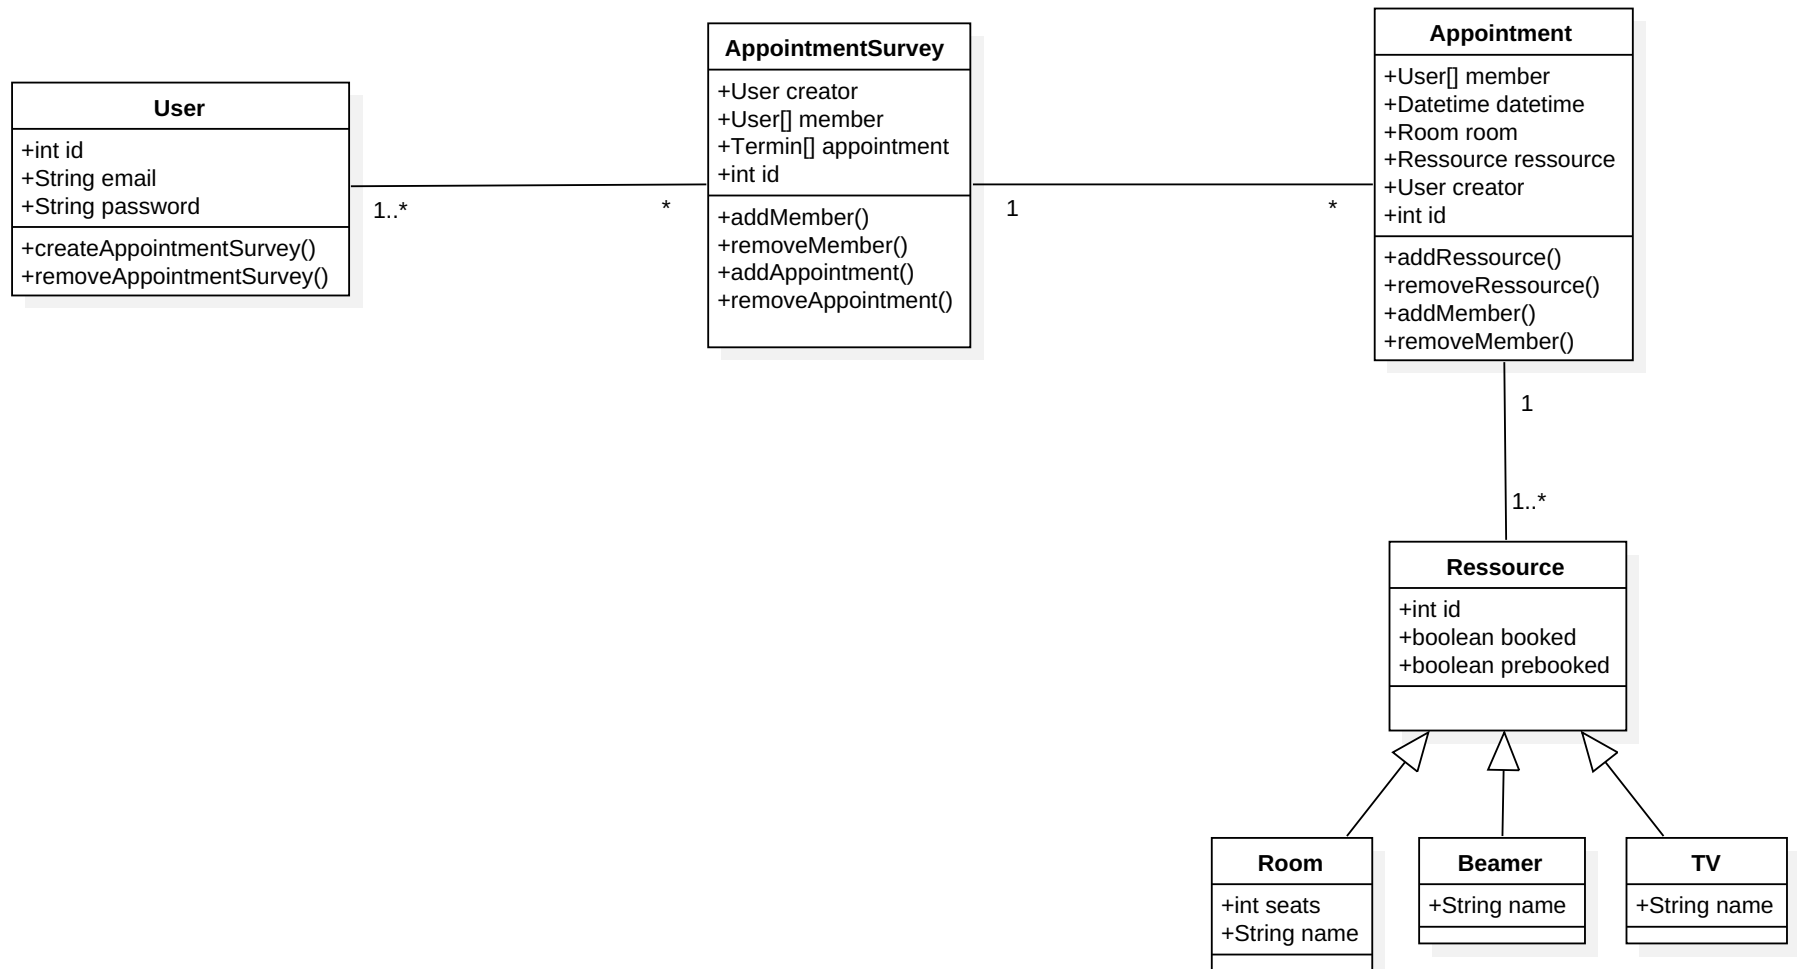 User
+int id
+String email
+String password
+createAppointmentSurvey()
+removeAppointmentSurvey()
1..*
*
AppointmentSurvey
+User creator
+User[] member
+Termin[] appointment
+int id
+addMember()
+removeMember()
+addAppointment()
+removeAppointment()
1
*
Appointment
+User[] member
+Datetime datetime
+Room room
+Ressource ressource
+User creator
+int id
+addRessource()
+removeRessource()
+addMember()
+removeMember()
1
1..*
Ressource
+int id
+boolean booked
+boolean prebooked
Room
+int seats
+String name
Beamer
+String name
TV
+String name